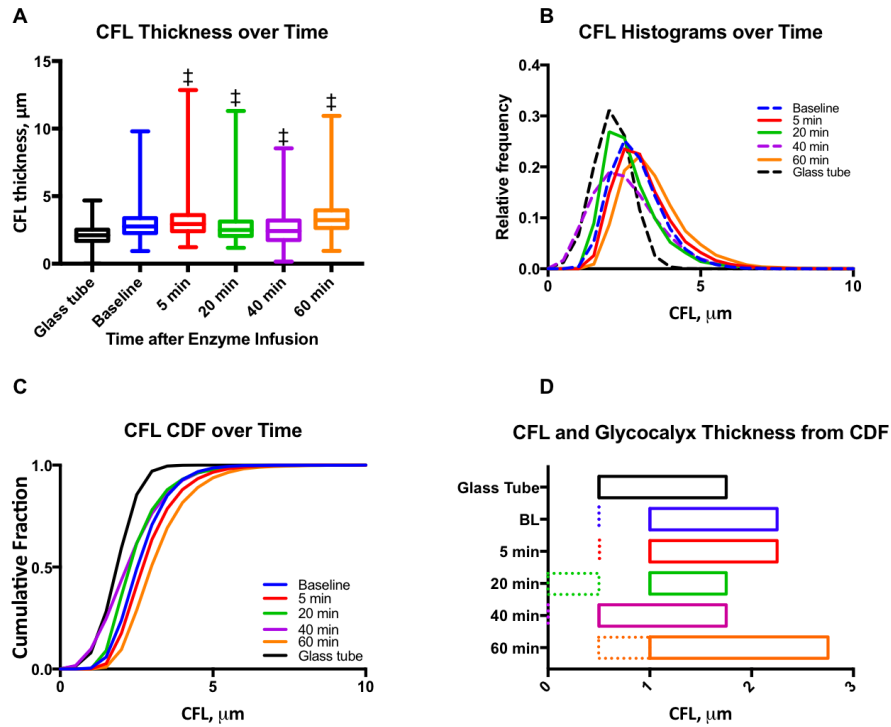 A
CFL Thickness over Time
CFL thickness, μm
15
10
5
0
‡
‡
‡
‡
Glass tube
Baseline
5 min
20 min
40 min
60 min
Time after Enzyme Infusion
B
CFL Histograms over Time
Relative frequency
0.4
0.3
0.2
0.1
0.0
0
5
10
CFL, μm
Baseline
5 min
20 min
40 min
60 min
Glass tube
C
CFL CDF over Time
Cumulative Fraction
1.0
0.5
0.0
0
5
10
CFL, μm
Baseline
5 min
20 min
40 min
60 min
Glass tube
D
CFL and Glycocalyx Thickness from CDF
Glass Tube
BL
5 min
20 min
40 min
60 min
0
1
2
3
CFL, μm